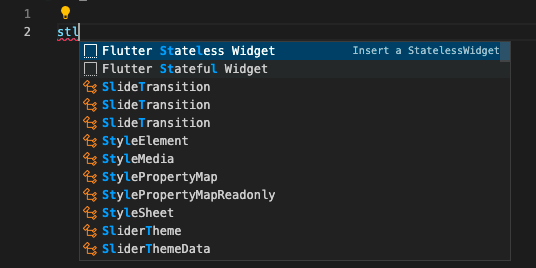 1
2 stl
Flutter Stateless Widget Insert a StatelessWidget
Flutter Stateful Widget
SlideTransition
SlideTransition
SlideTransition
StyleElement
StyleMedia
StylePropertyMap
StylePropertyMapReadonly
StyleSheet
SliderTheme
SliderThemeData